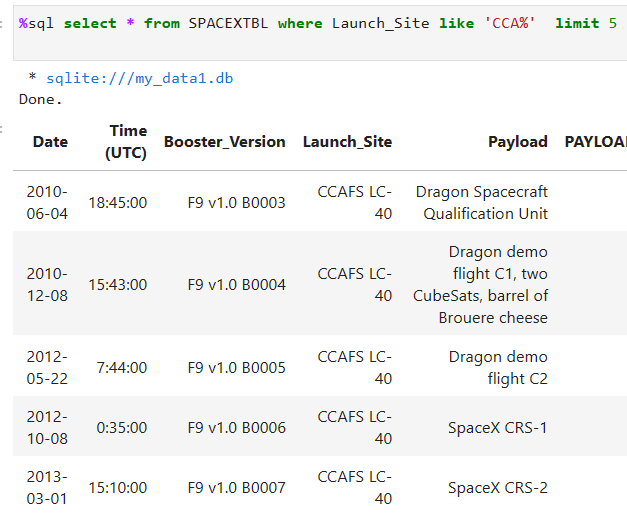 %sql select * from SPACEXTBL where Launch_Site like 'CCA%'  limit 5
* sqlite:///my_data1.db
Done.
Date Time (UTC) Booster_Version Launch_Site Payload PAYLOA
2010-06-04 18:45:00 F9 v1.0 B0003 CCAFS LC-40 Dragon Spacecraft Qualification Unit
2010-12-08 15:43:00 F9 v1.0 B0004 CCAFS LC-40 Dragon demo flight C1, two CubeSats, barrel of Brouere cheese
2012-05-22 7:44:00 F9 v1.0 B0005 CCAFS LC-40 Dragon demo flight C2
2012-10-08 0:35:00 F9 v1.0 B0006 CCAFS LC-40 SpaceX CRS-1
2013-03-01 15:10:00 F9 v1.0 B0007 CCAFS LC-40 SpaceX CRS-2